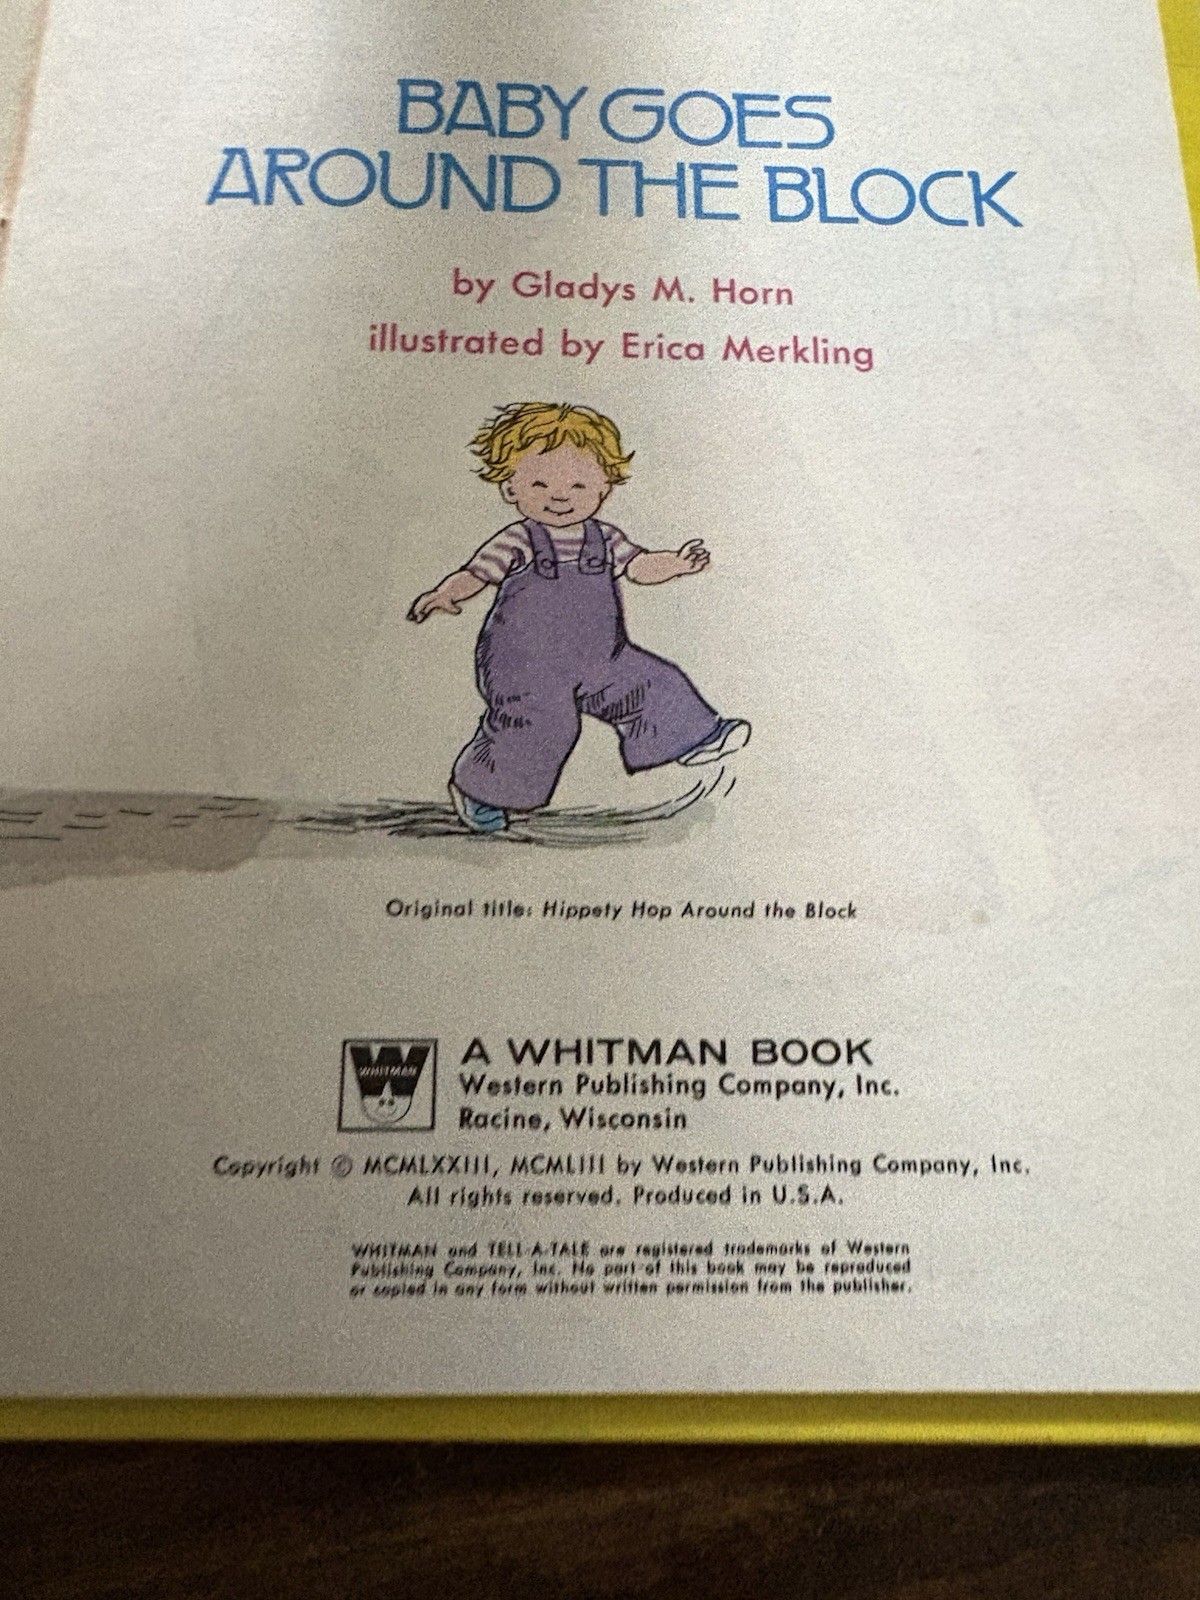 BABY GOES
AROUND THE BLOCK
by Gladys M. Horn
illustrated by Erica Merkling
Original title: Hippety Hop Around the Block
WHITMAN
A WHITMAN BOOK
Western Publishing Company, Inc.
Racine, Wisconsin
Copyright © MCMLXXIII, MCMLIII by Western Publishing Company, Inc.
All rights reserved. Produced in U.S.A.
WHITMAN and TELL-A-TALE are registered trademarks of Western
Publishing Company, Inc. No part of this book may be reproduced
or copied in any form without written permission from the publisher.